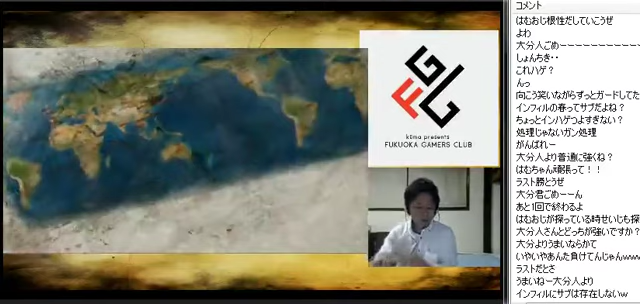 コメント
はむおじ根性だしていこうぜ
よわ
大分人ごめーーーーーーーーーー
しょんちき・・
これハゲ？
んっ
向こう笑いながらずっとガードしてた
インフィルの春ってサブだよね？
ちょっとインハゲつよすぎない？
処理じゃないガン処理
がんばれー
大分人より普通に強くね？
はむちゃん頑張って！！
ラスト勝とうぜ
大分君ごめーーん
あと1回で終わるよ
はむおじが探っている時せいじも探
大分人さんとどっちが強いですか？
大分よりうまいならかて
いやいやあんた負けてんじゃんwww
ラストだとさ
うまいねー大分人より
インフィルにサブは存在しないw
FGC
k0ma presents
FUKUOKA GAMERS CLUB